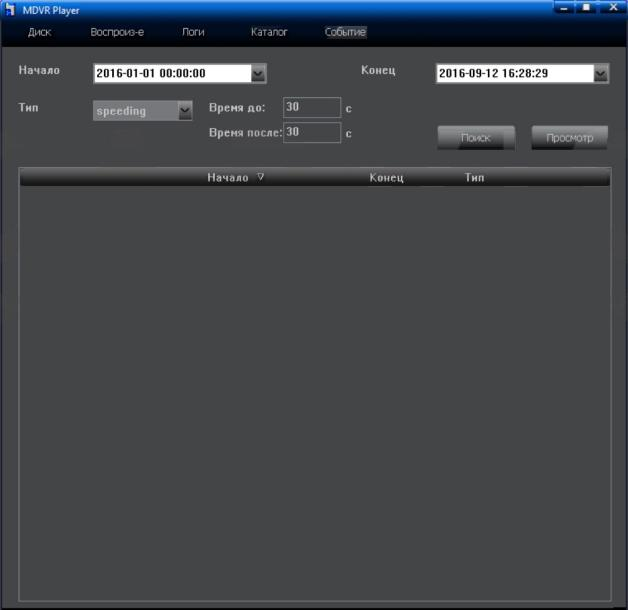 MDVR Player
Диск Воспроиз-е Логи Каталог Событие
Начало 2016-01-01 00:00:00 Конец 2016-09-12 16:28:29
Тип speeding Время до: 30 с
Время после: 30 с
Поиск Просмотр
Начало Конец Тип